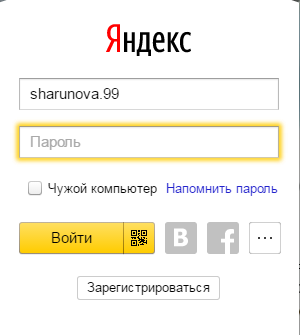 Яндекс
sharunova.99
Пароль
Чужой компьютер Напомнить пароль
Войти B f ...
Зарегистрироваться